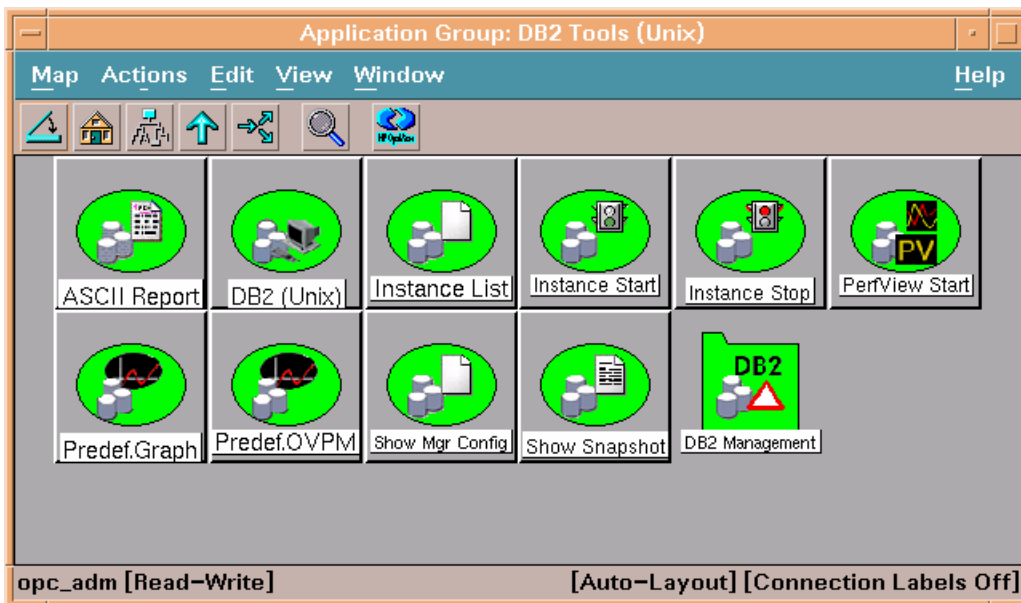 Application Group: DB2 Tools (Unix)
Map Actions Edit View Window Help
HP OpenView
ASCII Report DB2 (Unix) Instance List Instance Start Instance Stop PerfView Start
PV
Predef.Graph Predef.OVPM Show Mgr Config Show Snapshot DB2 Management
DB2
opc_adm [Read-Write] [Auto-Layout] [Connection Labels Off]